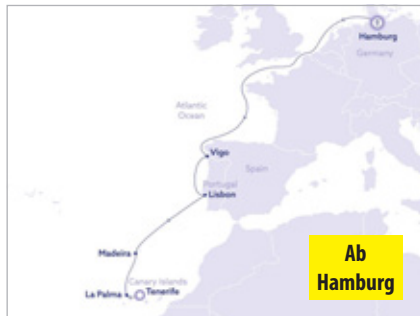 Hamburg
Germany
Atlantic
Ocean
Vigo
Spain
Portugal
Lisbon
Madeira
Canary Islands
La Palma
Tenerife
Ab
Hamburg